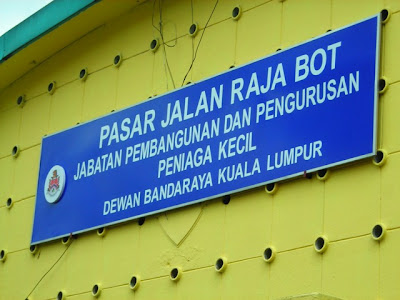 PASAR JALAN RAJA BOT
JABATAN PEMBANGUNAN DAN PENGURUSAN
PENIAGA KECIL
DEWAN BANDARAYA KUALA LUMPUR